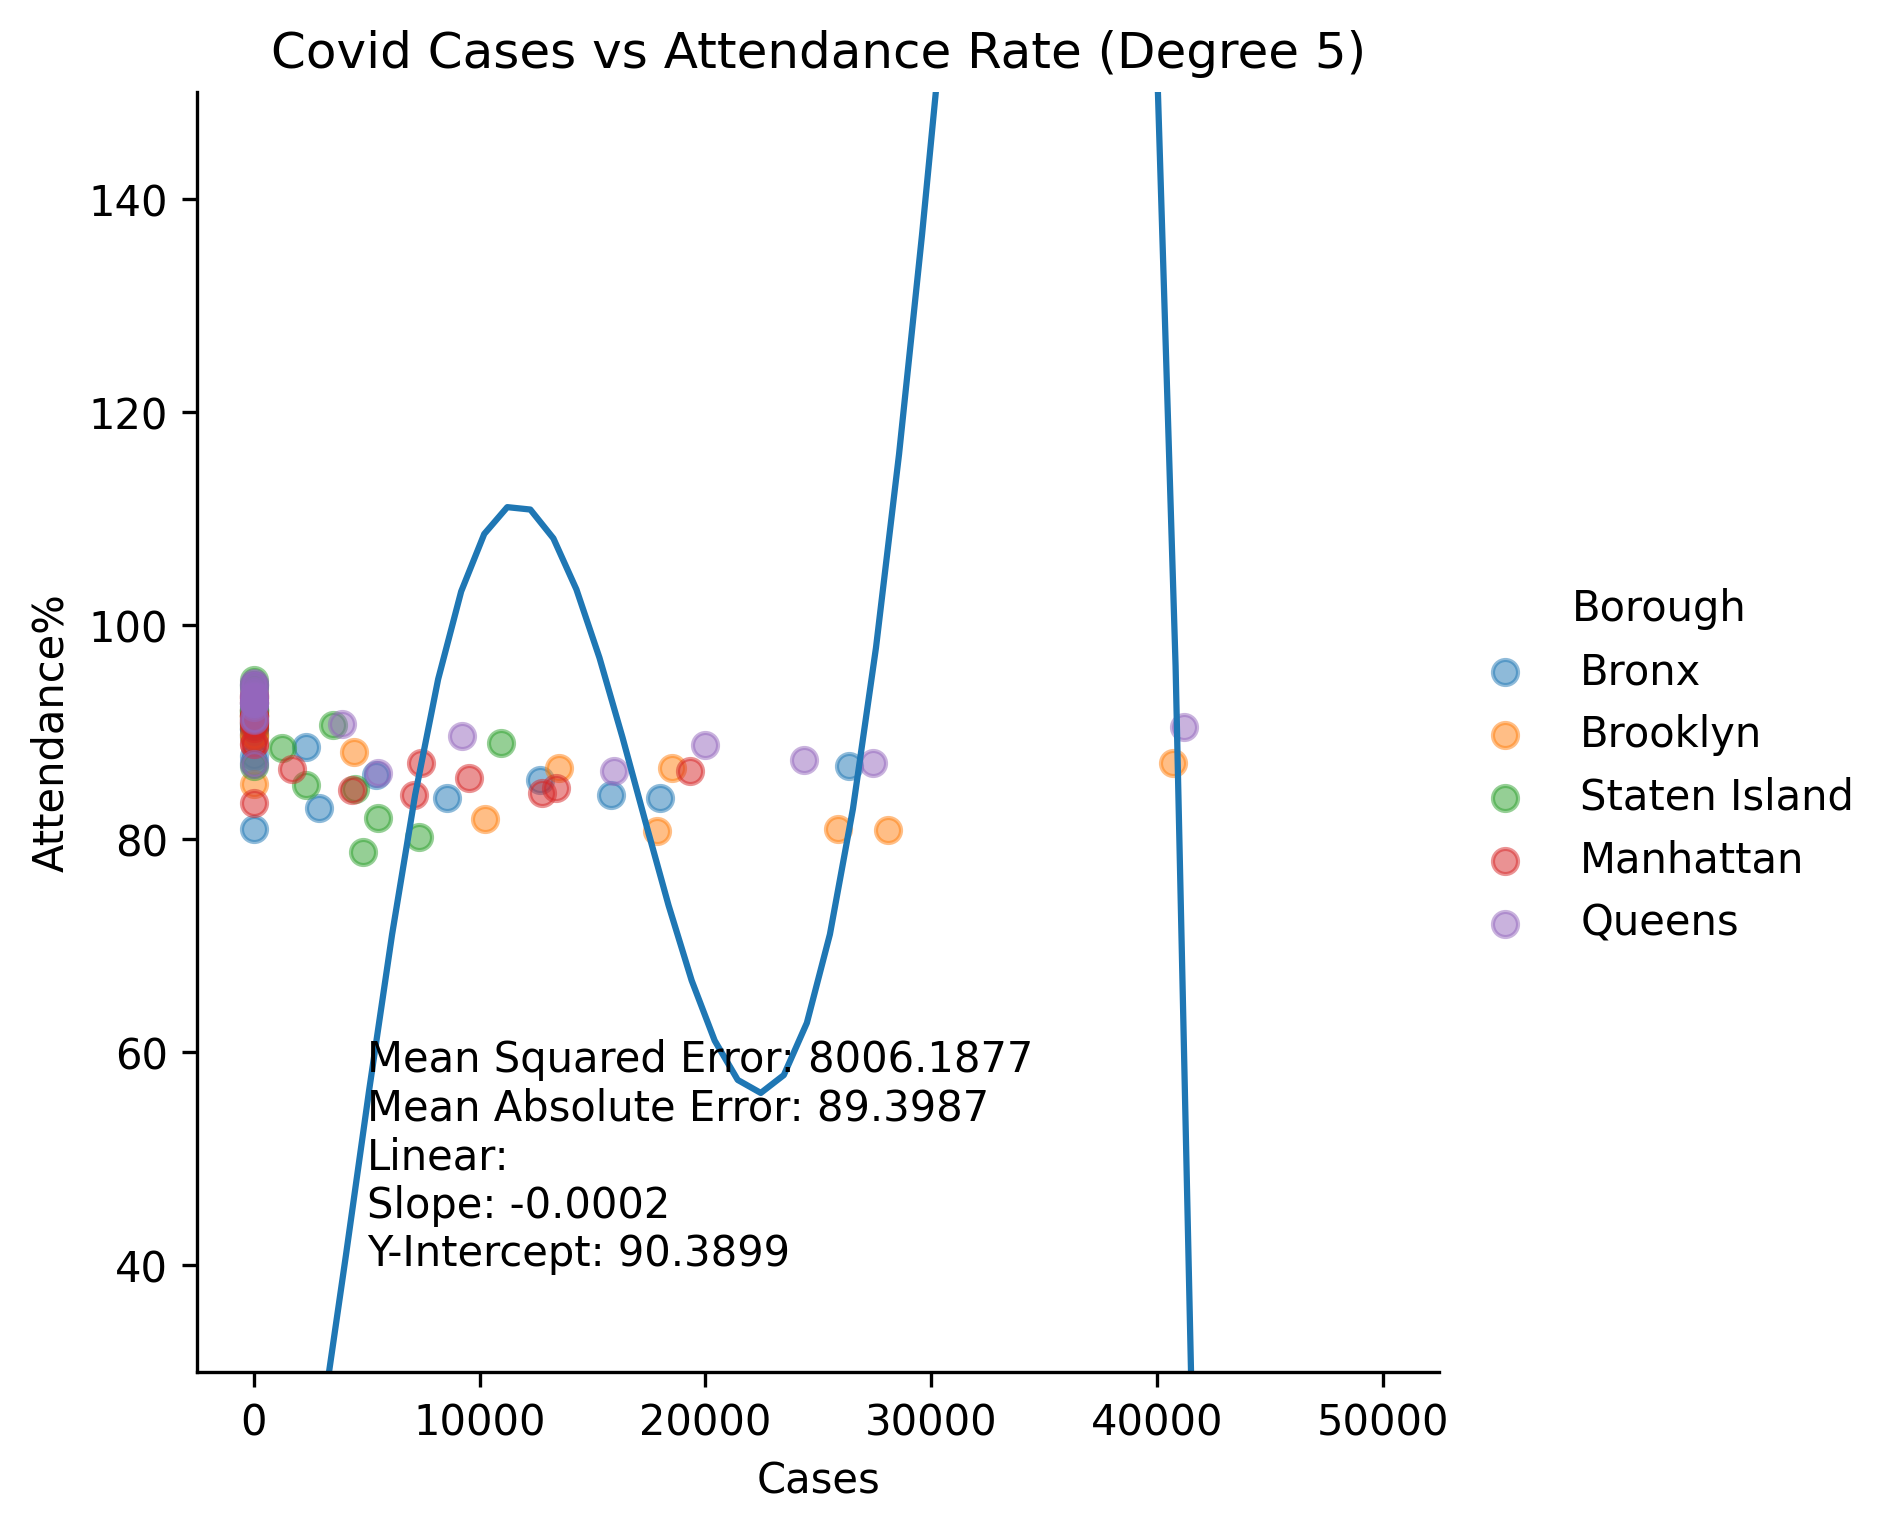 Covid Cases vs Attendance Rate (Degree 5)
Attendance%
140
120
100
80
60
40
Mean Squared Error: 8006.1877
Mean Absolute Error: 89.3987
Linear:
Slope: -0.0002
Y-Intercept: 90.3899
0 10000 20000 30000 40000 50000
Cases
Borough
Bronx
Brooklyn
Staten Island
Manhattan
Queens